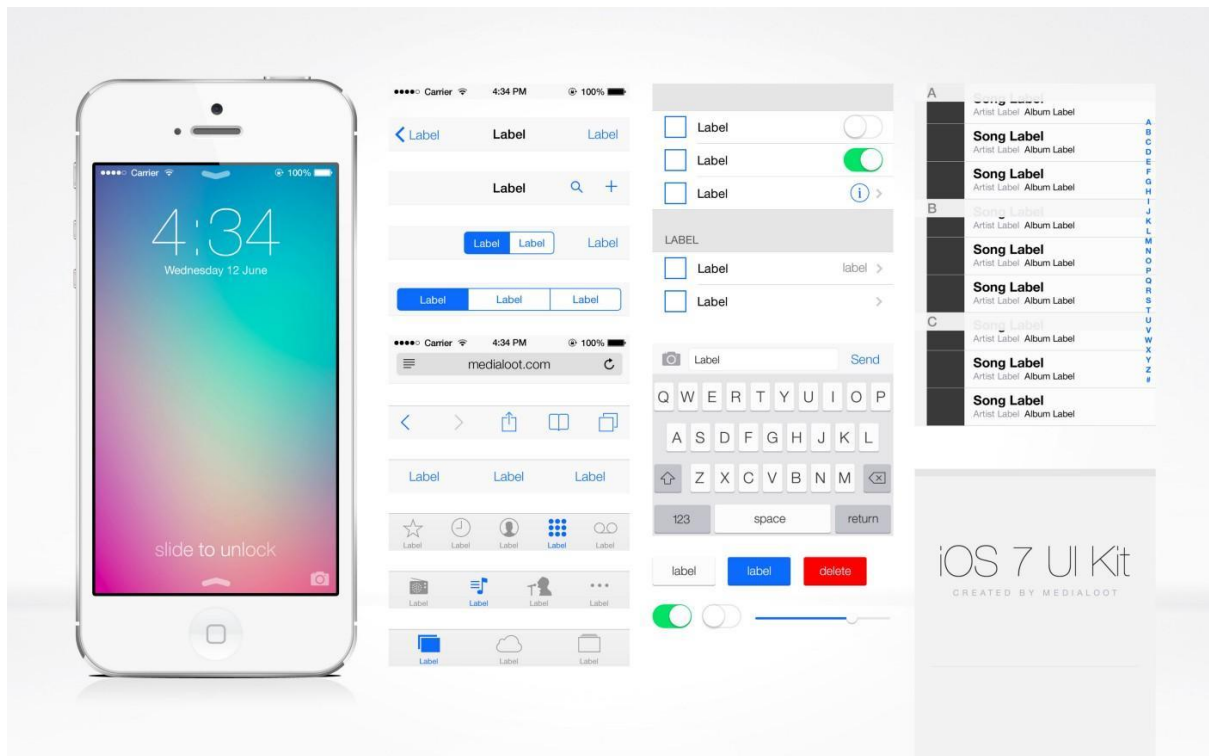 Carrier 100%
4:34
Wednesday 12 June
slide to unlock
Carrier 4:34 PM 100%
Label Label Label
Label
Label Label Label
Label Label Label
Carrier 4:34 PM 100%
medialoot.com
Label Label Label
Label Label Label Label Label
Label Label Label Label
Label Label Label
Label
Label
Label
LABEL
Label label
Label
Label Send
Q W E R T Y U I O P
A S D F G H J K L
Z X C V B N M
123 space return
label label delete
A
Song Label
Artist Label Album Label
Song Label
Artist Label Album Label
Song Label
Artist Label Album Label
B
Song Label
Artist Label Album Label
Song Label
Artist Label Album Label
Song Label
Artist Label Album Label
C
Song Label
Artist Label Album Label
Song Label
Artist Label Album Label
Song Label
Artist Label Album Label
A
B
C
D
E
F
G
H
I
J
K
L
M
N
O
P
Q
R
S
T
U
V
W
X
Y
Z
#
iOS 7 UI Kit
CREATED BY MEDIALOOT